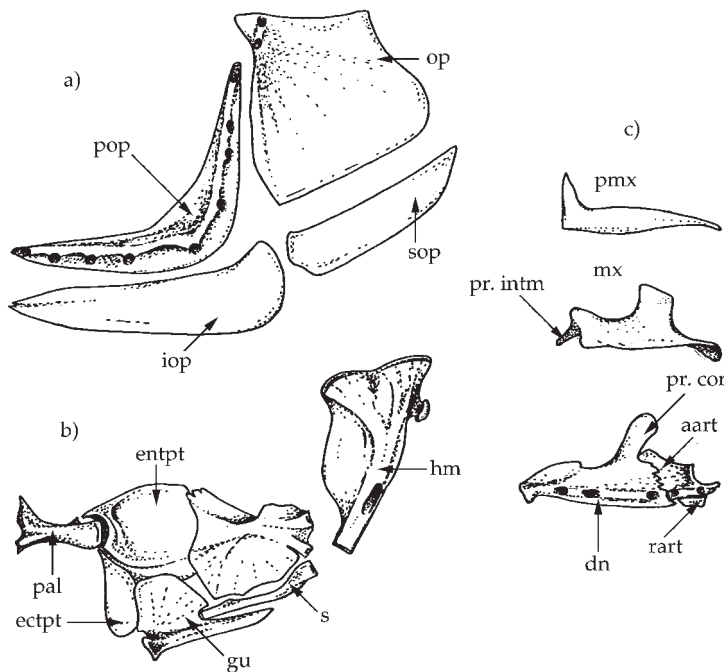 a)
op
pop
sop
iop
c)
pmx
mx
pr. intm
pr. cor
aart
dn
rart
b)
entpt
hm
pal
ectpt
gu
s